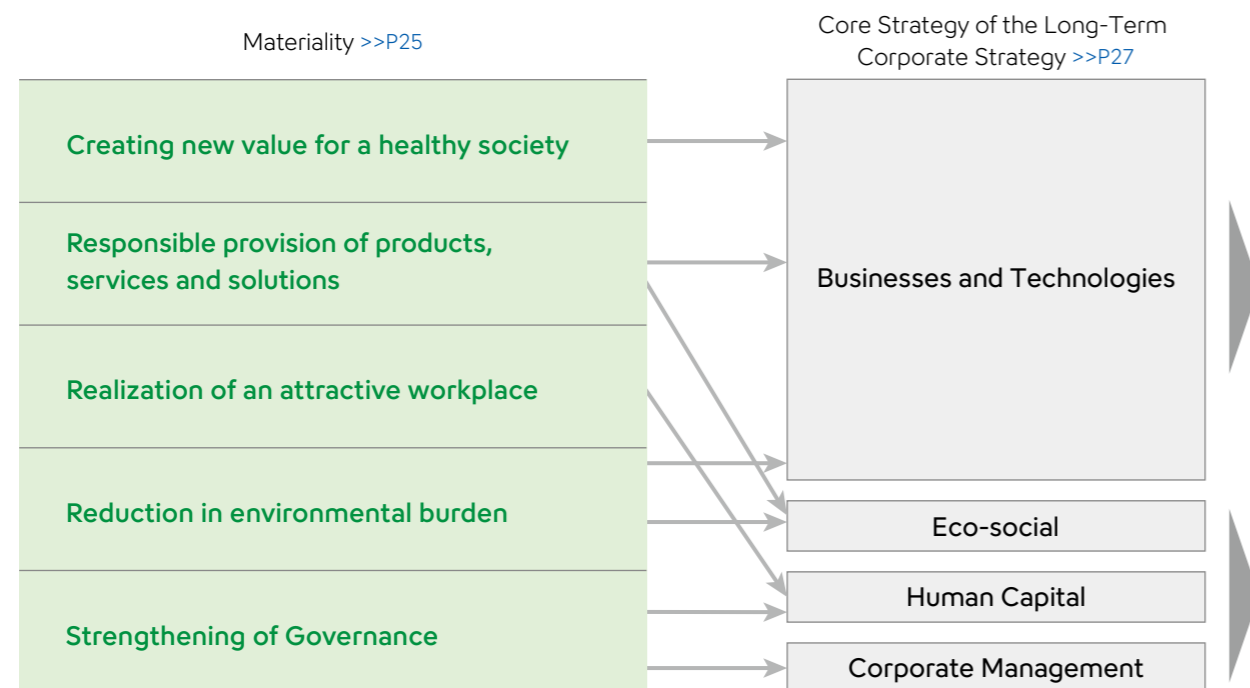 Materiality >>P25
Core Strategy of the Long-Term
Corporate Strategy >>P27
Creating new value for a healthy society
Responsible provision of products,
services and solutions
Realization of an attractive workplace
Reduction in environmental burden
Strengthening of Governance
Businesses and Technologies
Eco-social
Human Capital
Corporate Management